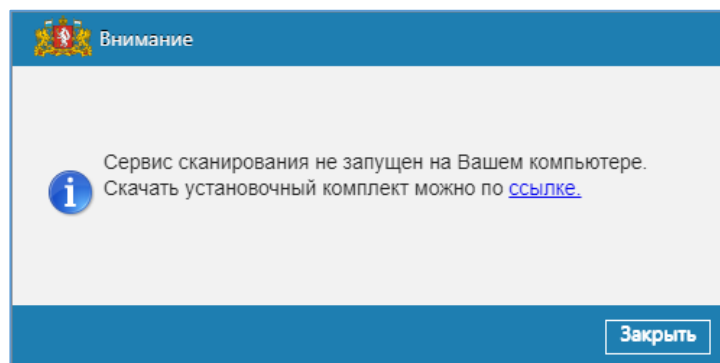 Внимание
Сервис сканирования не запущен на Вашем компьютере.
Скачать установочный комплект можно по ссылке.
Закрыть